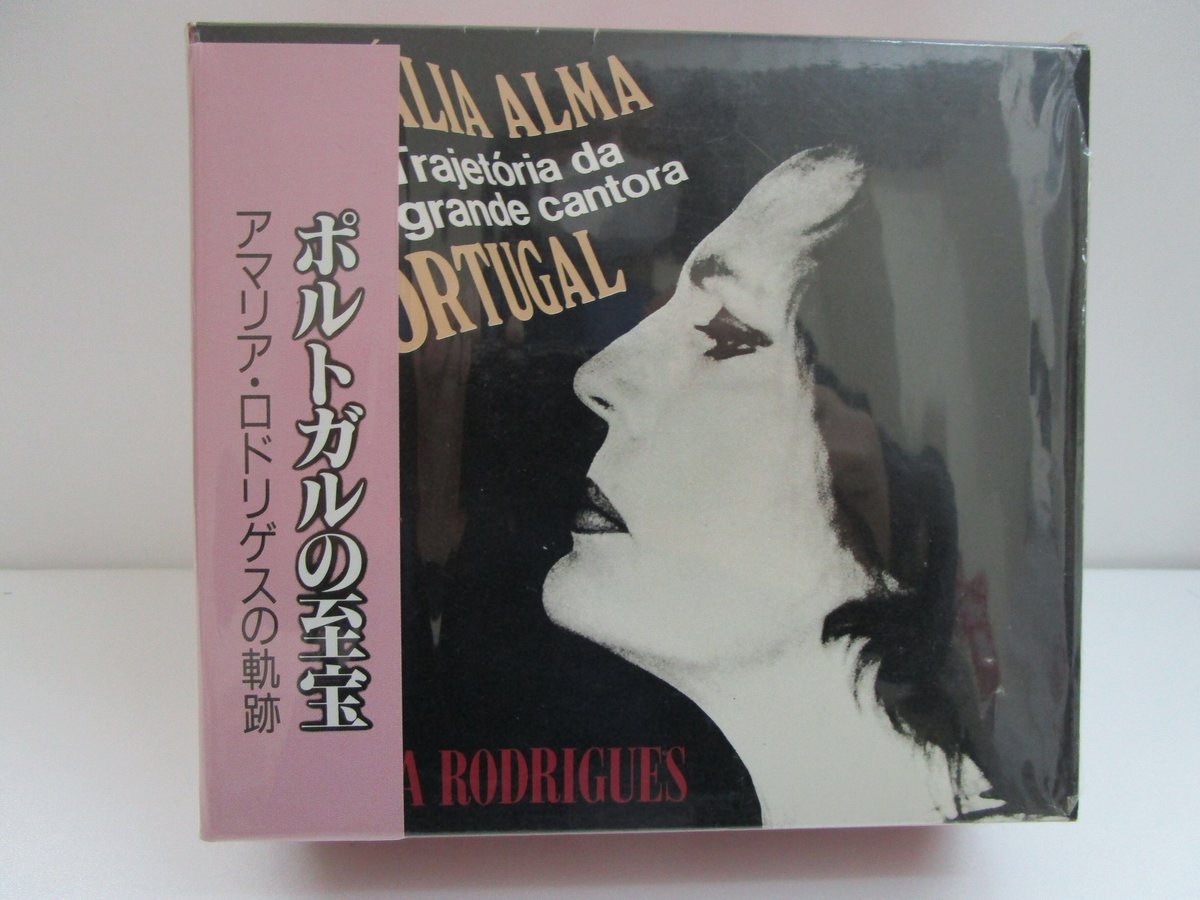 ポルトガルの至宝
アマリア・ロドリゲスの軌跡
ÁLIA ALMA
Trajetória da
grande cantora
ORTUGAL
A RODRIGUES